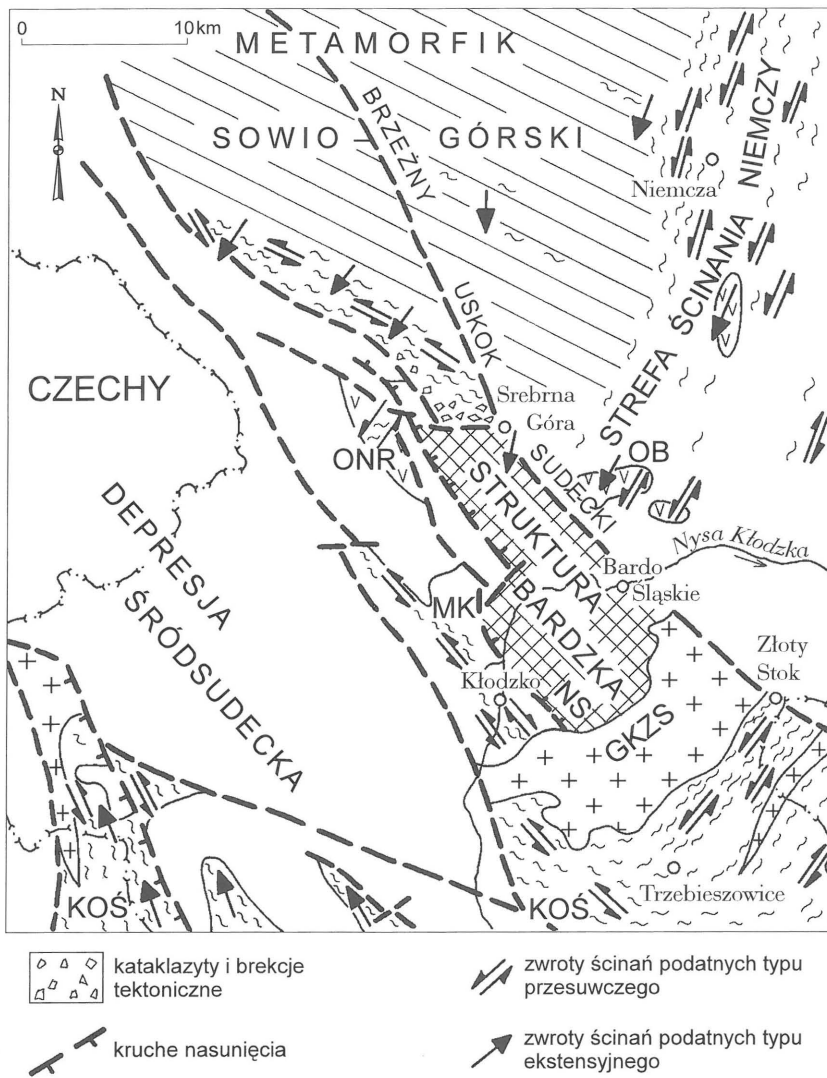 0 10km
METAMORFIK
N
BRZEŻNY
SOWIO – GÓRSKI
Niemcza
STREFA ŚCINANIA NIEMCZY
USKOK
CZECHY
Srebrna
Góra
ONR
SUDECKI
OB
STRUKTURA
BARDZKA
Nysa Kłodzka
DEPRESJA
ŚRÓDSUDECKA
Bardo
Śląskie
MK
Złoty
Stok
Kłodzko
NS
GKZS
Trzebieszowice
KOŚ
KOŚ
kataklazyty i brekcje
tektoniczne
zwroty ścinań podatnych typu
przesuwczego
kruche nasunięcia
zwroty ścinań podatnych typu
ekstensyjnego